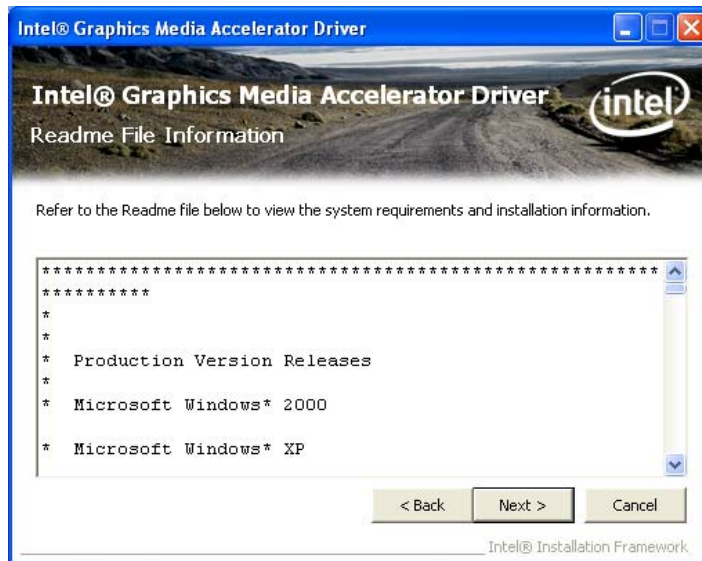 Intel® Graphics Media Accelerator Driver
Intel® Graphics Media Accelerator Driver
intel
Readme File Information
Refer to the Readme file below to view the system requirements and installation information.
*********************************************************
**********
*
*
* Production Version Releases
*
* Microsoft Windows* 2000
* Microsoft Windows* XP
< Back Next > Cancel
Intel® Installation Framework